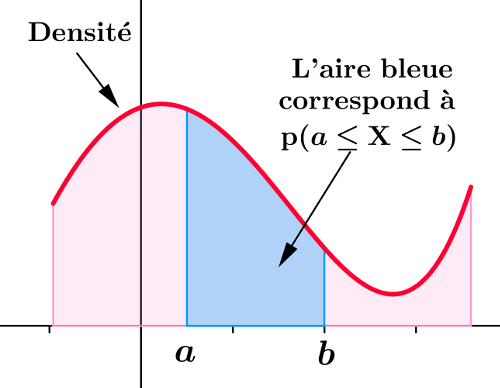 Densité
L'aire bleue
correspond à
p(a ≤ X ≤ b)
a
b